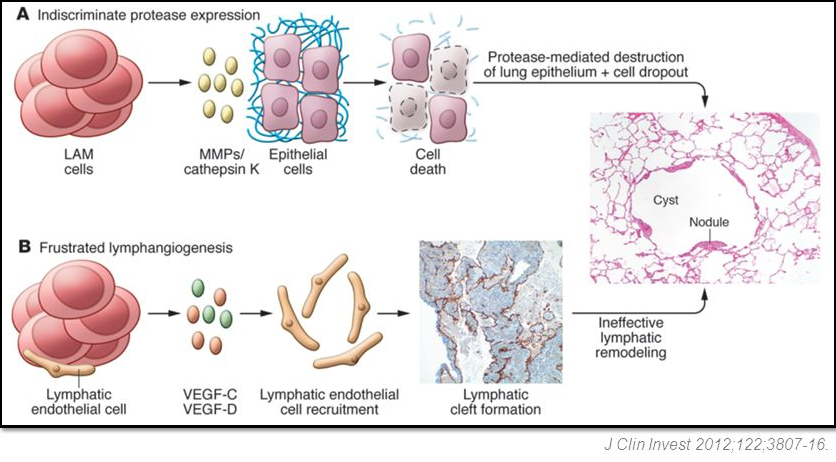 A Indiscriminate protease expression
LAM
cells
MMPs/
cathepsin K
Epithelial
cells
Cell
death
Protease-mediated destruction
of lung epithelium + cell dropout
Cyst
Nodule
B Frustrated lymphangiogenesis
Lymphatic
endothelial cell
VEGF-C
VEGF-D
Lymphatic endothelial
cell recruitment
Lymphatic
cleft formation
Ineffective
lymphatic
remodeling
J Clin Invest 2012;122;3807-16.